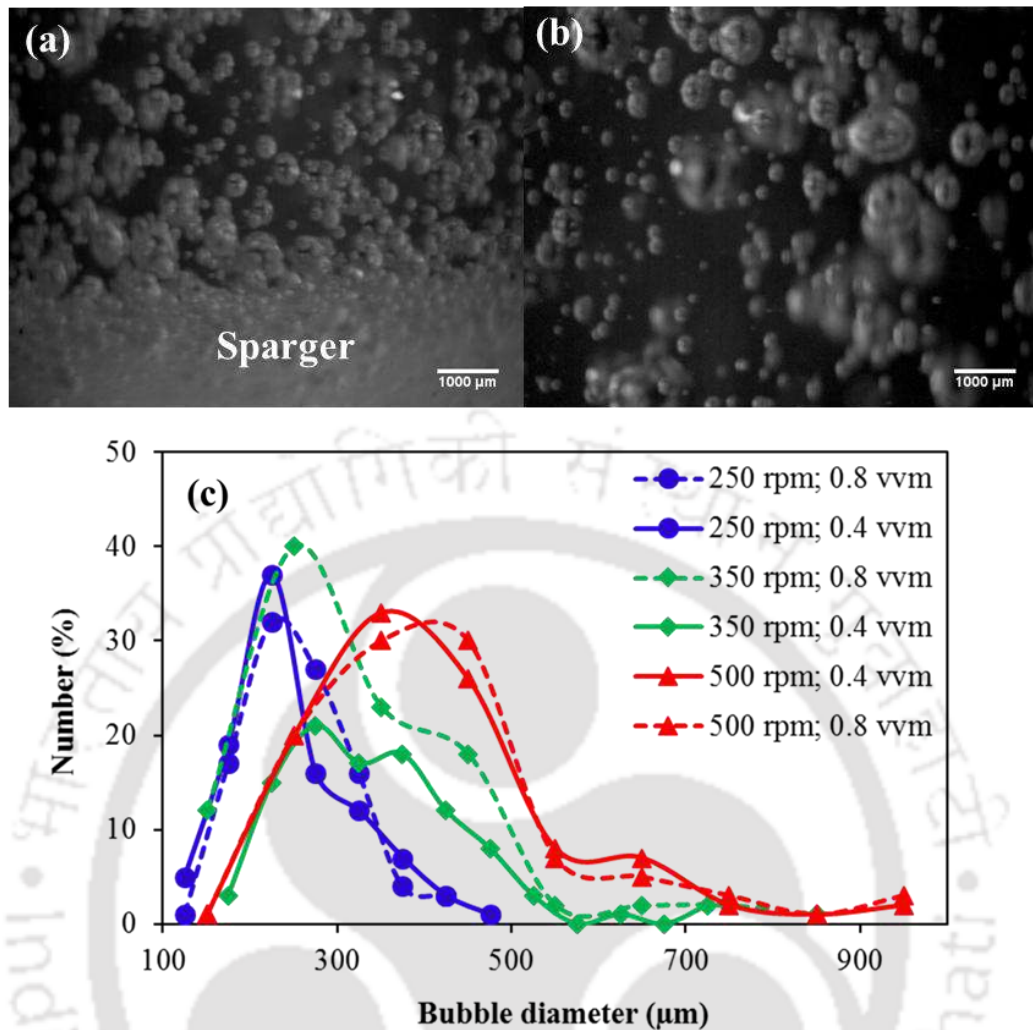 (a)
(b)
Sparger
1000 µm
1000 µm
(c)
50
40
30
20
10
0
Number (%)
250 rpm; 0.8 vvm
250 rpm; 0.4 vvm
350 rpm; 0.8 vvm
350 rpm; 0.4 vvm
500 rpm; 0.4 vvm
500 rpm; 0.8 vvm
100 300 500 700 900
Bubble diameter (µm)